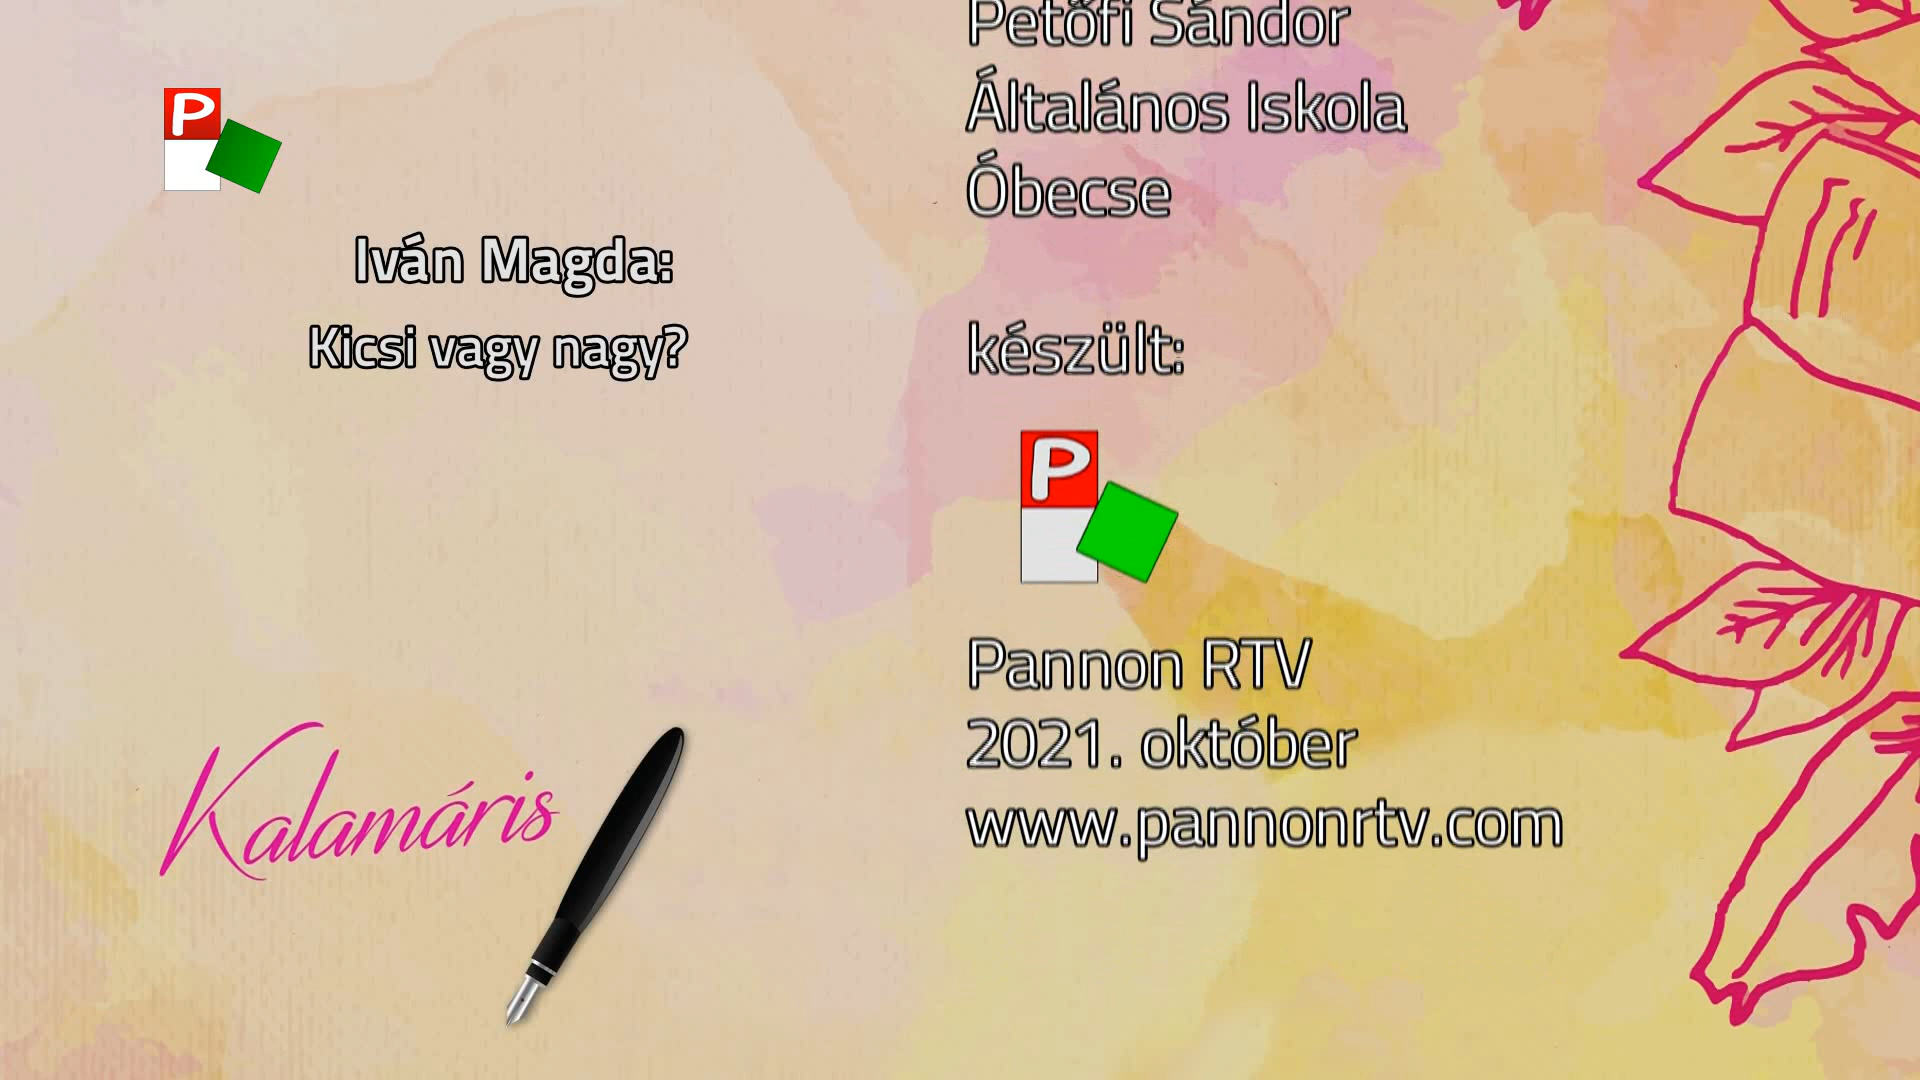 P
Iván Magda:
Kicsi vagy nagy?
Kalamáris
Petőfi Sándor
Általános Iskola
Óbecse
készült:
P
Pannon RTV
2021. október
www.pannonrtv.com